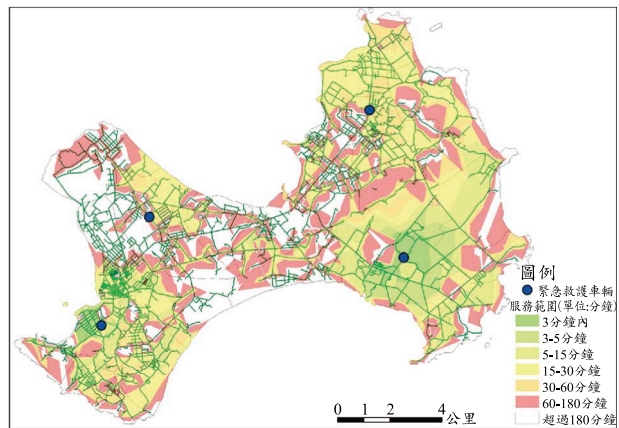 圖例
緊急救護車輛
服務範圍(單位:分鐘)
3分鐘內
3-5分鐘
5-15分鐘
15-30分鐘
30-60分鐘
60-180分鐘
超過180分鐘
0 1 2 4 公里